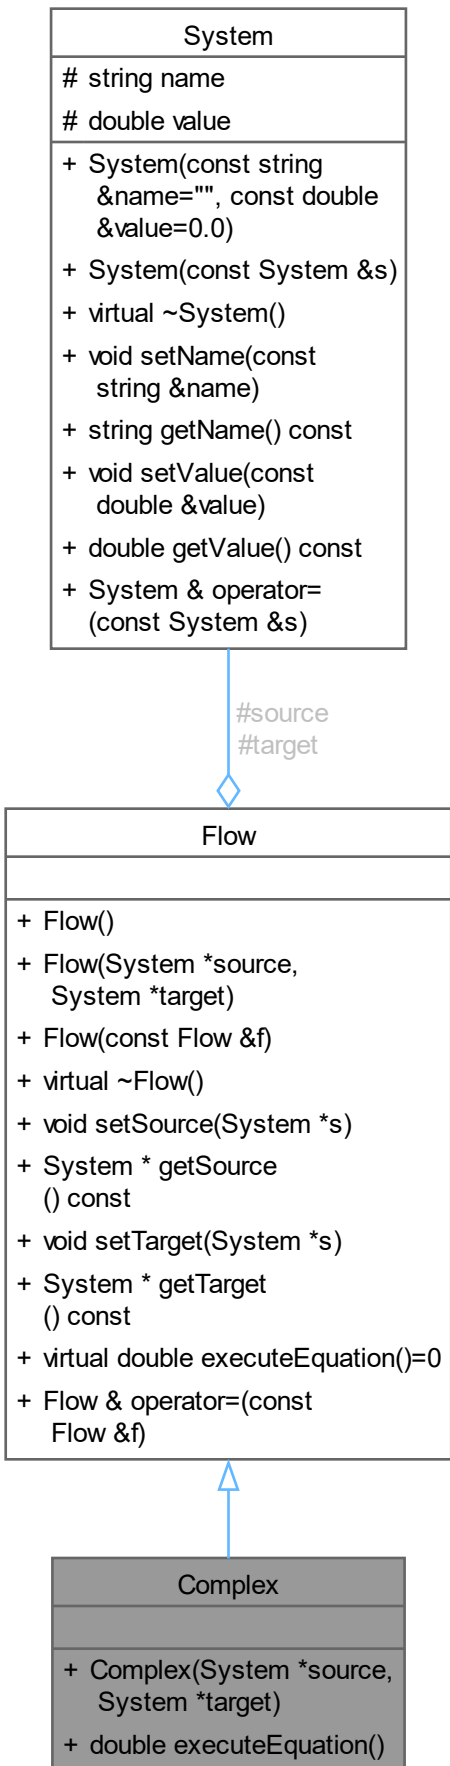 System
# string name
# double value
+ System(const string
&name="", const double
&value=0.0)
+ System(const System &s)
+ virtual ~System()
+ void setName(const
string &name)
+ string getName() const
+ void setValue(const
double &value)
+ double getValue() const
+ System & operator=
(const System &s)
#source
#target
Flow
+ Flow()
+ Flow(System *source,
System *target)
+ Flow(const Flow &f)
+ virtual ~Flow()
+ void setSource(System *s)
+ System * getSource
() const
+ void setTarget(System *s)
+ System * getTarget
() const
+ virtual double executeEquation()=0
+ Flow & operator=(const
Flow &f)
Complex
+ Complex(System *source,
System *target)
+ double executeEquation()